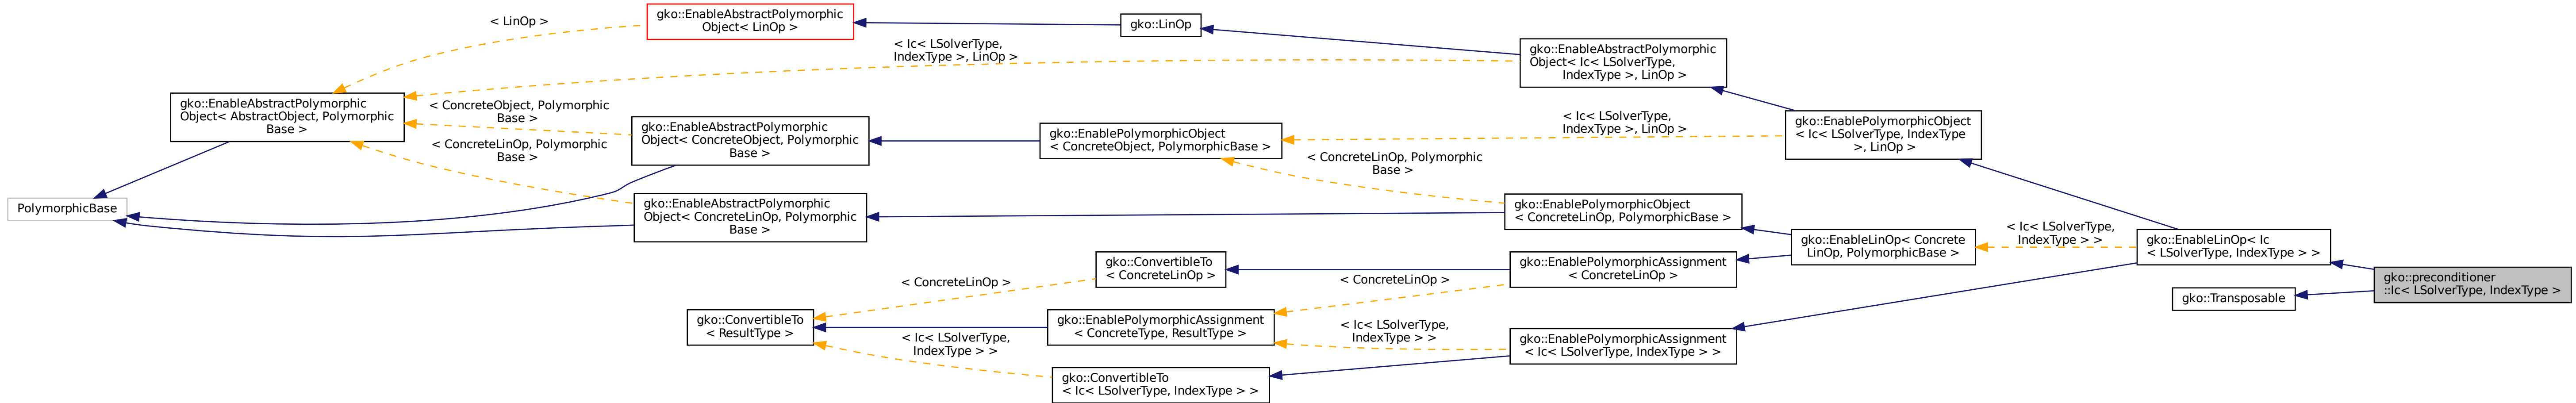 gko::EnableAbstractPolymorphic
Object< LinOp >
< LinOp >
gko::LinOp
< Ic< LSolverType,
IndexType >, LinOp >
gko::EnableAbstractPolymorphic
Object< Ic< LSolverType,
IndexType >, LinOp >
gko::EnableAbstractPolymorphic
Object< AbstractObject, Polymorphic
Base >
< ConcreteObject, Polymorphic
Base >
< ConcreteLinOp, Polymorphic
Base >
gko::EnableAbstractPolymorphic
Object< ConcreteObject, Polymorphic
Base >
gko::EnablePolymorphicObject
< ConcreteObject, PolymorphicBase >
< Ic< LSolverType,
IndexType >, LinOp >
gko::EnablePolymorphicObject
< Ic< LSolverType, IndexType
>, LinOp >
< ConcreteLinOp, Polymorphic
Base >
PolymorphicBase
gko::EnableAbstractPolymorphic
Object< ConcreteLinOp, Polymorphic
Base >
gko::EnablePolymorphicObject
< ConcreteLinOp, PolymorphicBase >
gko::EnableLinOp< Concrete
LinOp, PolymorphicBase >
< Ic< LSolverType,
IndexType > >
gko::EnableLinOp< Ic
< LSolverType, IndexType > >
gko::ConvertibleTo
< ConcreteLinOp >
gko::EnablePolymorphicAssignment
< ConcreteLinOp >
< ConcreteLinOp >
< ConcreteLinOp >
gko::preconditioner
::Ic< LSolverType, IndexType >
gko::Transposable
gko::ConvertibleTo
< ResultType >
gko::EnablePolymorphicAssignment
< ConcreteType, ResultType >
< Ic< LSolverType,
IndexType > >
< Ic< LSolverType,
IndexType > >
gko::EnablePolymorphicAssignment
< Ic< LSolverType, IndexType > >
gko::ConvertibleTo
< Ic< LSolverType, IndexType > >